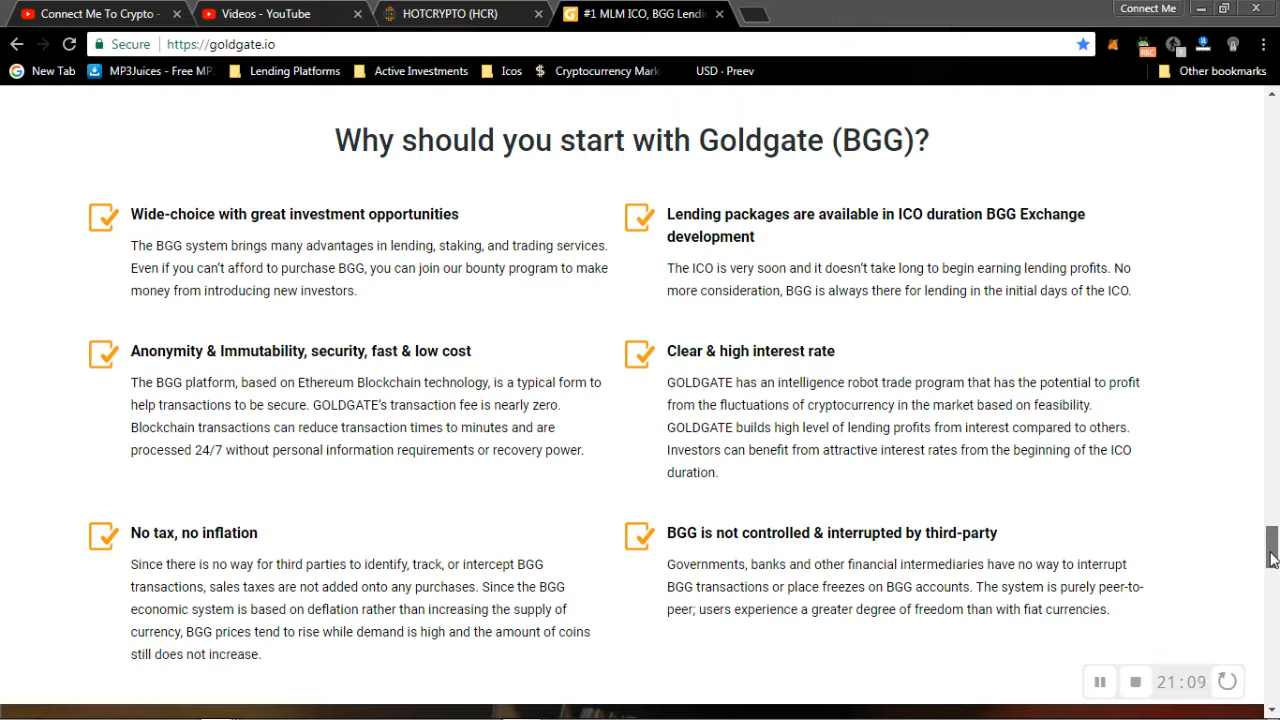 Connect Me To Crypto -
Videos - YouTube
HOTCRYPTO (HCR)
#1 MLM ICO, BGG Lendi
Connect Me
Secure
https://goldgate.io
REC
1
New Tab
MP3Juices - Free MP
Lending Platforms
Active Investments
Icos
Cryptocurrency Mark
USD - Preev
Other bookmarks
Why should you start with Goldgate (BGG)?
Wide-choice with great investment opportunities
The BGG system brings many advantages in lending, staking, and trading services.
Even if you can't afford to purchase BGG, you can join our bounty program to make
money from introducing new investors.
Lending packages are available in ICO duration BGG Exchange
development
The ICO is very soon and it doesn't take long to begin earning lending profits. No
more consideration, BGG is always there for lending in the initial days of the ICO.
Anonymity & Immutability, security, fast & low cost
The BGG platform, based on Ethereum Blockchain technology, is a typical form to
help transactions to be secure. GOLDGATE's transaction fee is nearly zero.
Blockchain transactions can reduce transaction times to minutes and are
processed 24/7 without personal information requirements or recovery power.
Clear & high interest rate
GOLDGATE has an intelligence robot trade program that has the potential to profit
from the fluctuations of cryptocurrency in the market based on feasibility.
GOLDGATE builds high level of lending profits from interest compared to others.
Investors can benefit from attractive interest rates from the beginning of the ICO
duration.
No tax, no inflation
Since there is no way for third parties to identify, track, or intercept BGG
transactions, sales taxes are not added onto any purchases. Since the BGG
economic system is based on deflation rather than increasing the supply of
currency, BGG prices tend to rise while demand is high and the amount of coins
still does not increase.
BGG is not controlled & interrupted by third-party
Governments, banks and other financial intermediaries have no way to interrupt
BGG transactions or place freezes on BGG accounts. The system is purely peer-to-
peer; users experience a greater degree of freedom than with fiat currencies.
21:09